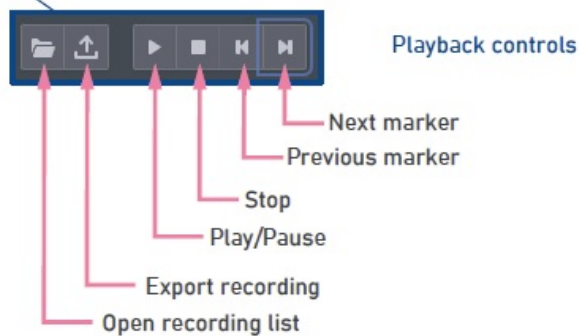 Playback controls
Next marker
Previous marker
Stop
Play/Pause
Export recording
Open recording list